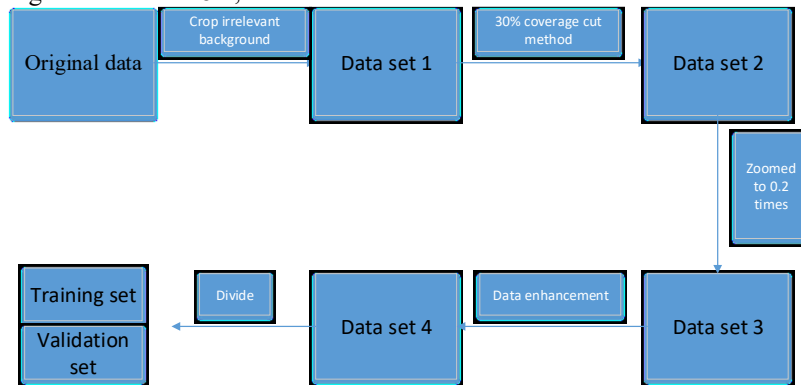 Crop irrelevant
background
30% coverage cut
method
Original data
Data set 1
Data set 2
Zoomed
to 0.2
times
Training set
Validation
set
Divide
Data set 4
Data enhancement
Data set 3